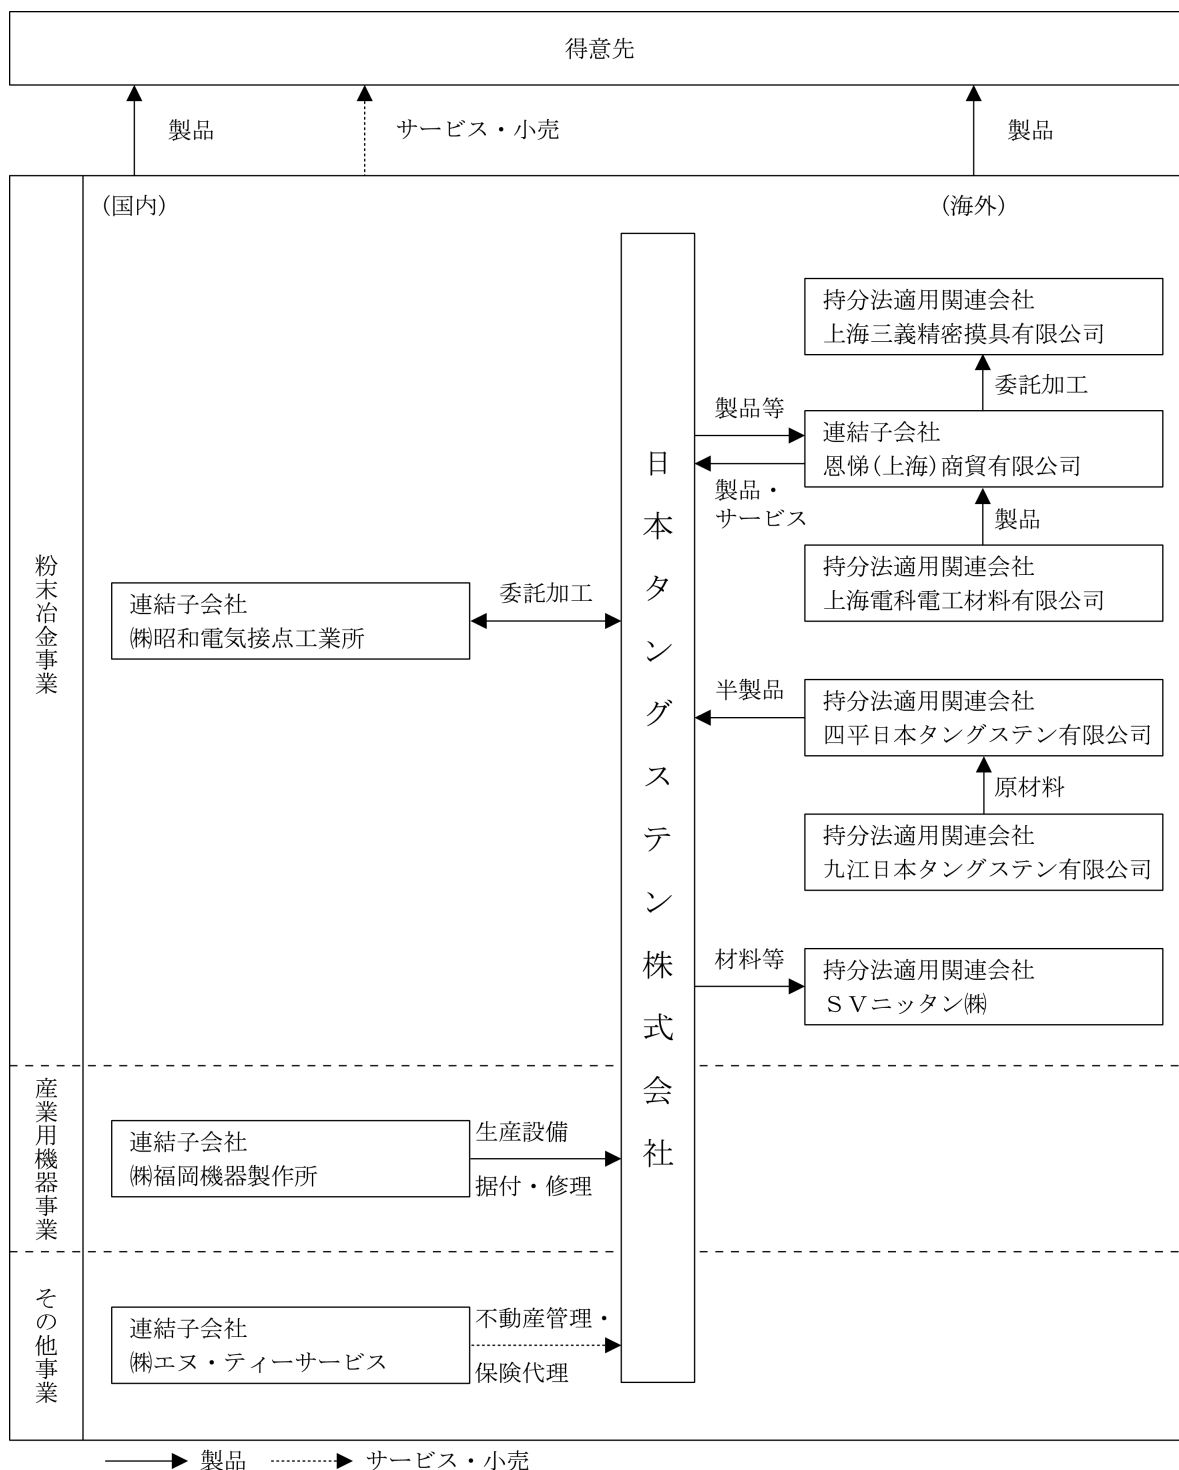 得意先
製品
サービス・小売
製品
(国内)
(海外)
粉末冶金事業
日本タングステン株式会社
持分法適用関連会社
上海三義精密摸具有限公司
委託加工
製品等
連結子会社
恩悌(上海)商貿有限公司
製品・
サービス
製品
持分法適用関連会社
上海電科電工材料有限公司
連結子会社
㈱昭和電気接点工業所
委託加工
半製品
持分法適用関連会社
四平日本タングステン有限公司
原材料
持分法適用関連会社
九江日本タングステン有限公司
材料等
持分法適用関連会社
ＳＶニッタン㈱
産業用機器事業
連結子会社
㈱福岡機器製作所
生産設備
据付・修理
その他事業
連結子会社
㈱エヌ・ティーサービス
不動産管理・
保険代理
製品
サービス・小売